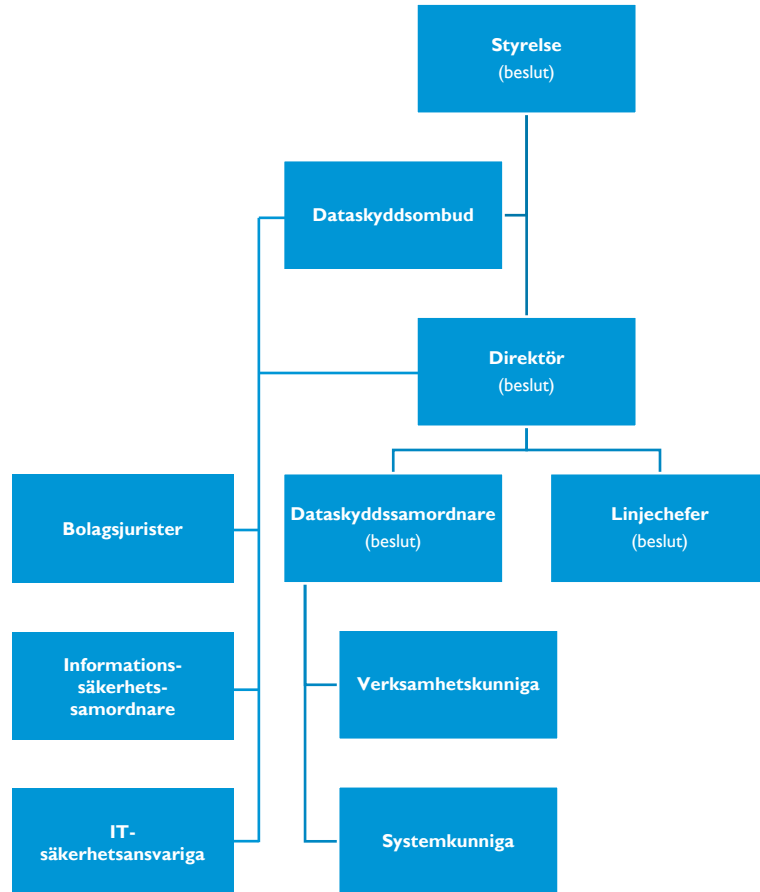 Styrelse
(beslut)
Dataskyddsombud
Direktör
(beslut)
Bolagsjurister
Dataskyddssamordnare
(beslut)
Linjechefer
(beslut)
Informations-
säkerhets-
samordnare
Verksamhetskunniga
IT-
säkerhetsansvariga
Systemkunniga